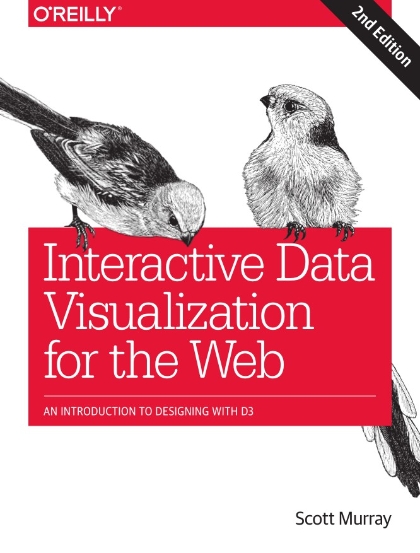 O'REILLY®
2nd Edition
Interactive Data
Visualization
for the Web
AN INTRODUCTION TO DESIGNING WITH D3
Scott Murray